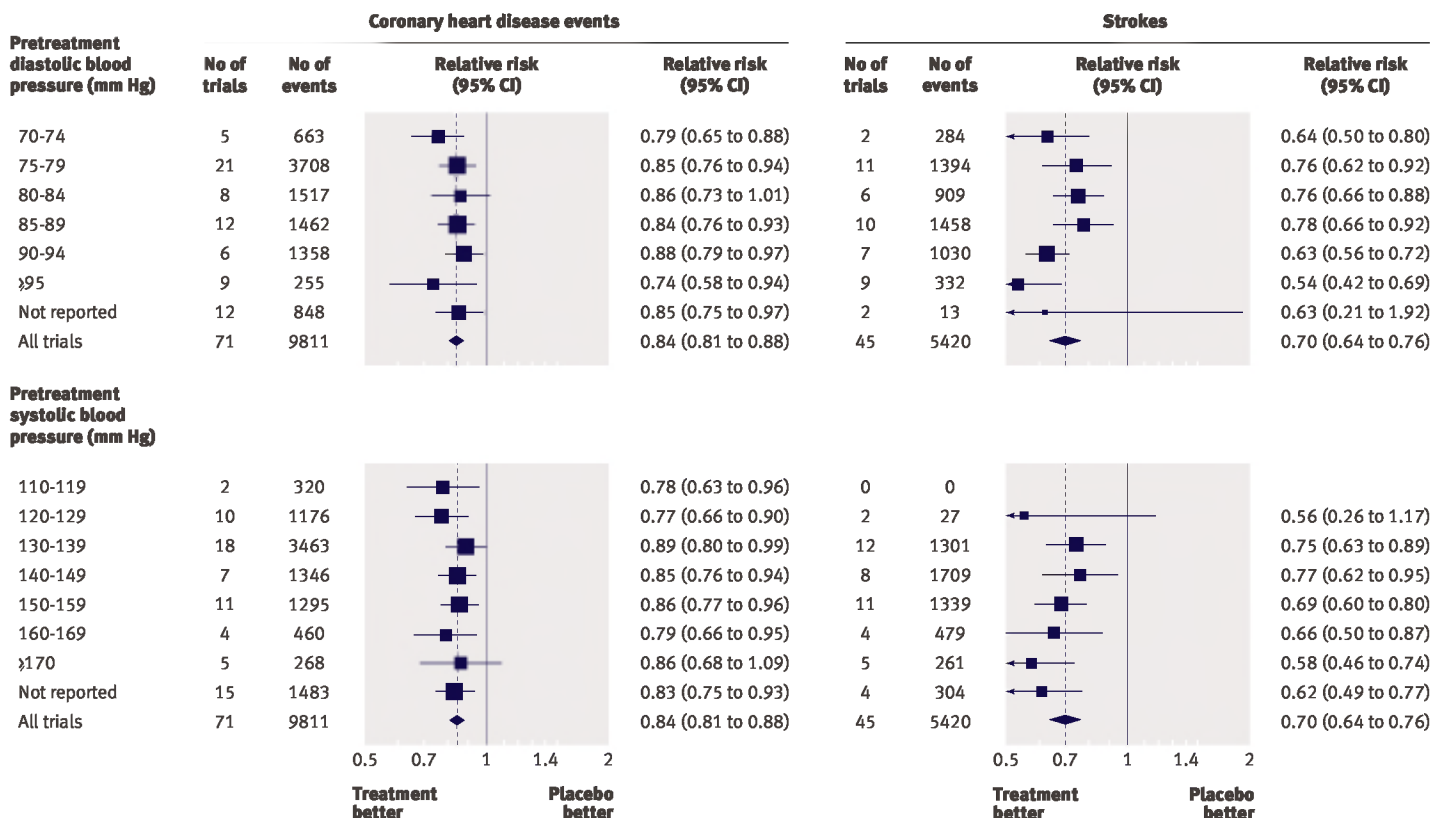 Coronary heart disease events Strokes
Pretreatment
diastolic blood
pressure (mm Hg)
No of
trials
No of
events
Relative risk
(95% CI)
Relative risk
(95% CI)
No of
trials
No of
events
Relative risk
(95% CI)
Relative risk
(95% CI)
70-74 5 663 0.79 (0.65 to 0.88) 2 284 0.64 (0.50 to 0.80)
75-79 21 3708 0.85 (0.76 to 0.94) 11 1394 0.76 (0.62 to 0.92)
80-84 8 1517 0.86 (0.73 to 1.01) 6 909 0.76 (0.66 to 0.88)
85-89 12 1462 0.84 (0.76 to 0.93) 10 1458 0.78 (0.66 to 0.92)
90-94 6 1358 0.88 (0.79 to 0.97) 7 1030 0.63 (0.56 to 0.72)
⩾95 9 255 0.74 (0.58 to 0.94) 9 332 0.54 (0.42 to 0.69)
Not reported 12 848 0.85 (0.75 to 0.97) 2 13 0.63 (0.21 to 1.92)
All trials 71 9811 0.84 (0.81 to 0.88) 45 5420 0.70 (0.64 to 0.76)
Pretreatment
systolic blood
pressure (mm Hg)
110-119 2 320 0.78 (0.63 to 0.96) 0 0
120-129 10 1176 0.77 (0.66 to 0.90) 2 27 0.56 (0.26 to 1.17)
130-139 18 3463 0.89 (0.80 to 0.99) 12 1301 0.75 (0.63 to 0.89)
140-149 7 1346 0.85 (0.76 to 0.94) 8 1709 0.77 (0.62 to 0.95)
150-159 11 1295 0.86 (0.77 to 0.96) 11 1339 0.69 (0.60 to 0.80)
160-169 4 460 0.79 (0.66 to 0.95) 4 479 0.66 (0.50 to 0.87)
⩾170 5 268 0.86 (0.68 to 1.09) 5 261 0.58 (0.46 to 0.74)
Not reported 15 1483 0.83 (0.75 to 0.93) 4 304 0.62 (0.49 to 0.77)
All trials 71 9811 0.84 (0.81 to 0.88) 45 5420 0.70 (0.64 to 0.76)
0.5 0.7 1 1.4 2 0.5 0.7 1 1.4 2
Treatment
better
Placebo
better
Treatment
better
Placebo
better